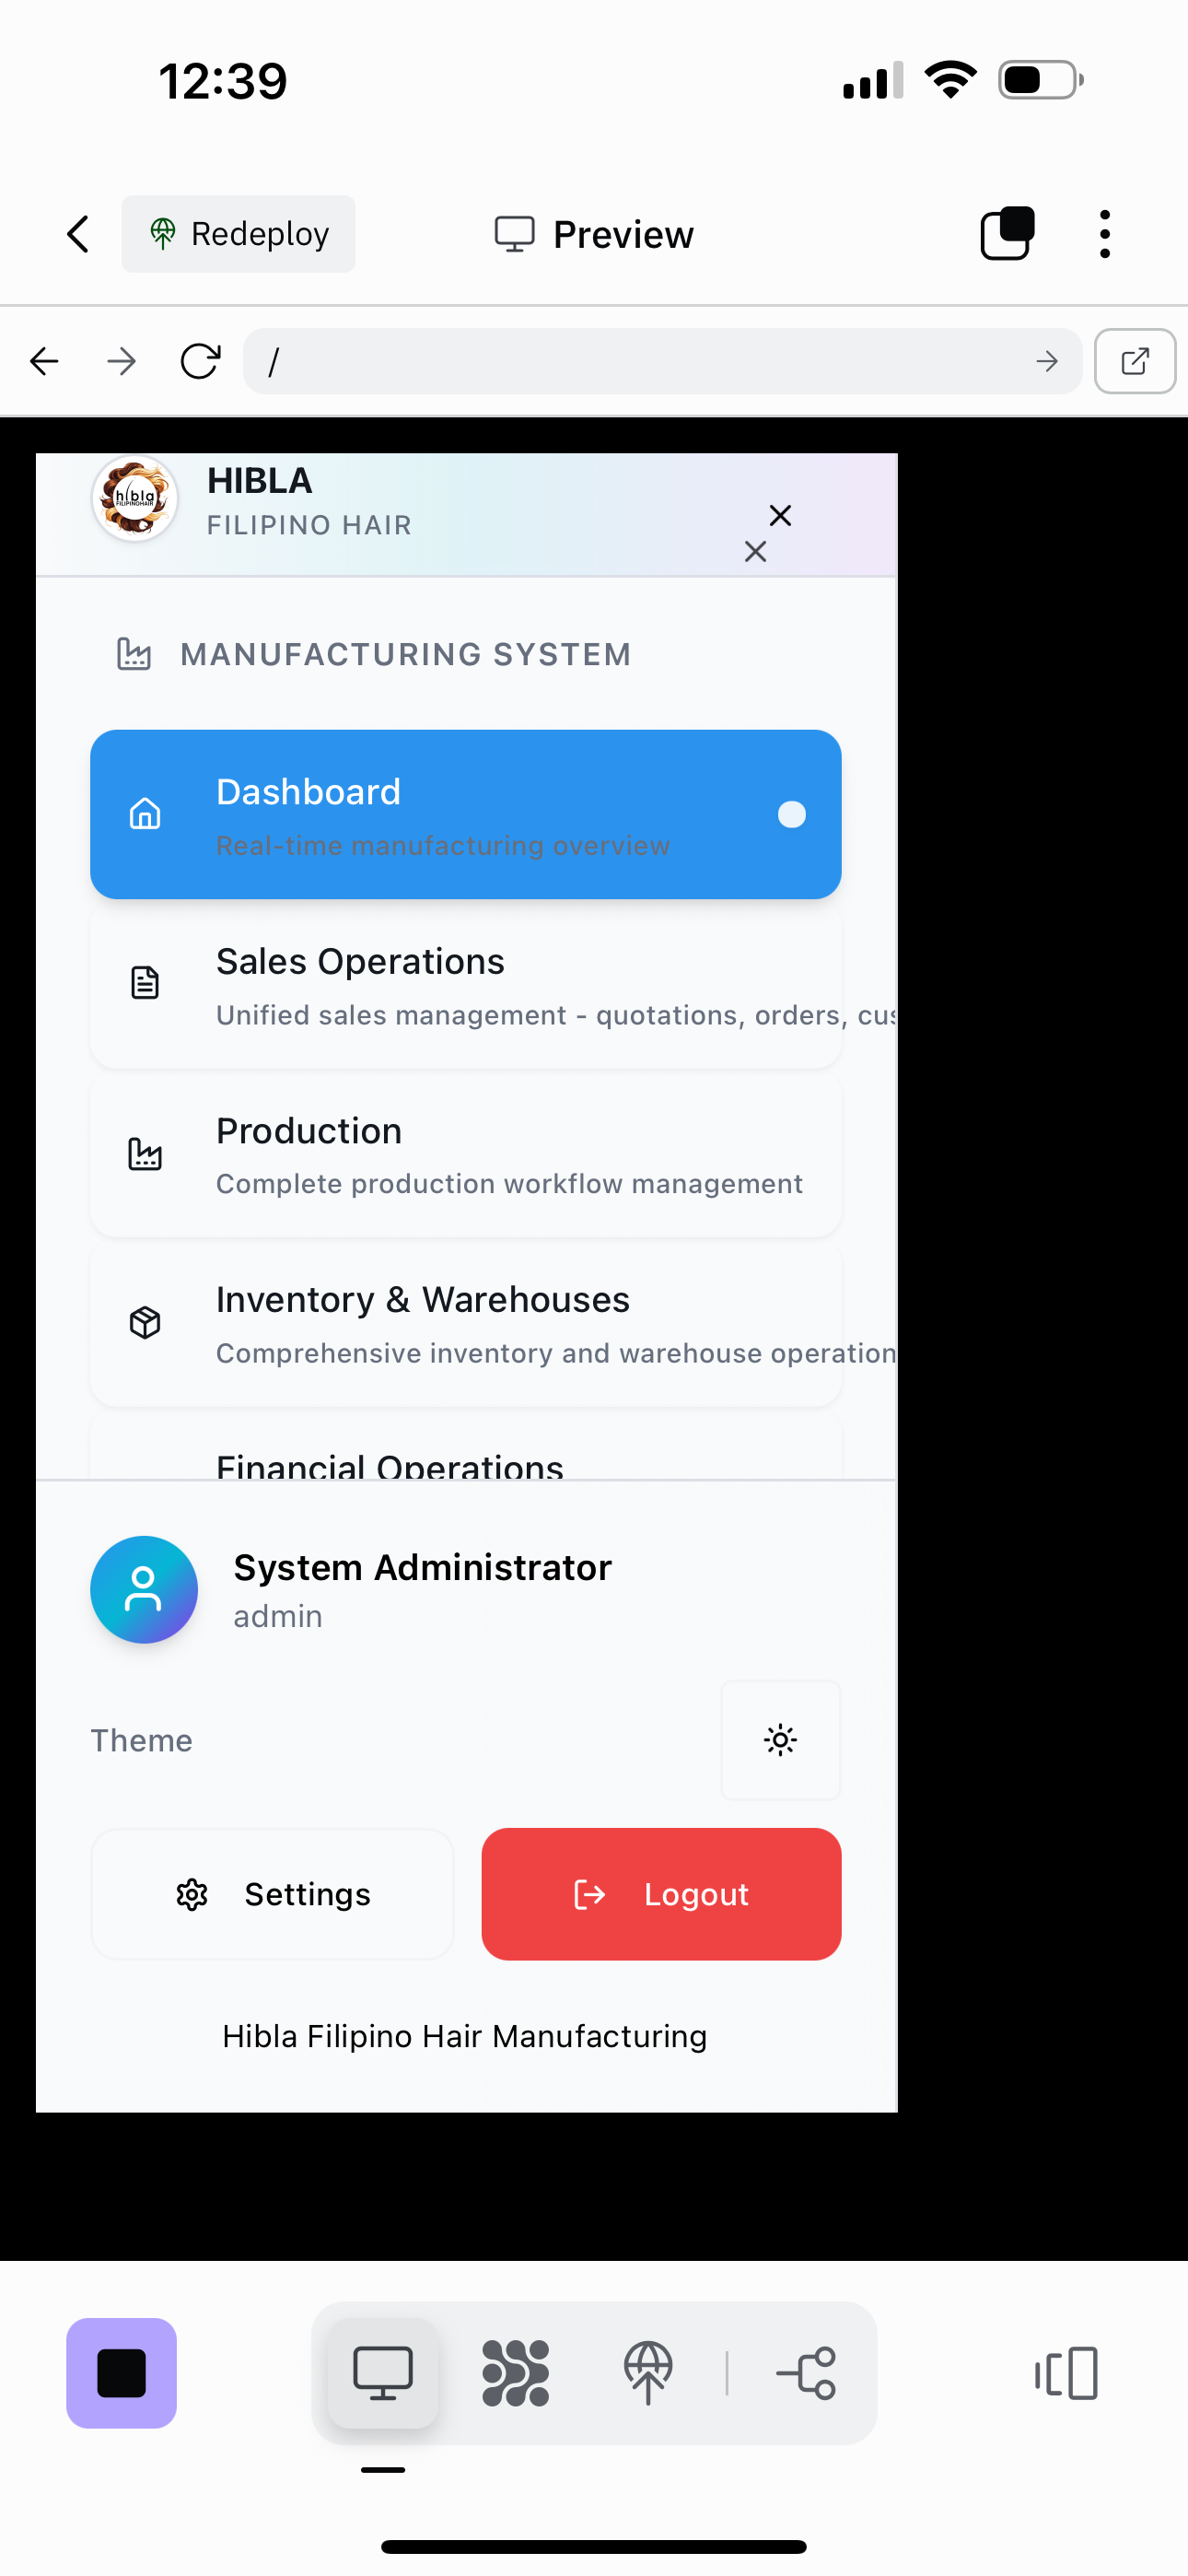 12:39
Redeploy
Preview
/
hibla
FILIPINOHAIR
HIBLA
FILIPINO HAIR
MANUFACTURING SYSTEM
Dashboard
Real-time manufacturing overview
Sales Operations
Unified sales management - quotations, orders, cus
Production
Complete production workflow management
Inventory & Warehouses
Comprehensive inventory and warehouse operation
Financial Operations
System Administrator
admin
Theme
Settings
Logout
Hibla Filipino Hair Manufacturing